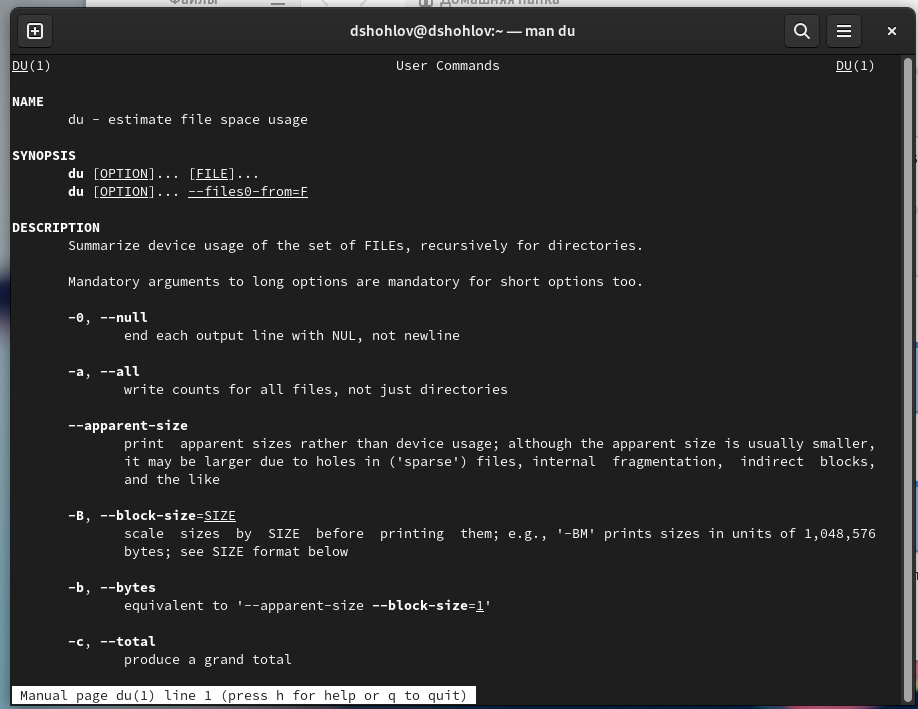 Файлы
Домашняя папка
dshohlov@dshohlov:~ — man du
DU(1) User Commands DU(1)
NAME
du - estimate file space usage
SYNOPSIS
du [OPTION]... [FILE]...
du [OPTION]... --files0-from=F
DESCRIPTION
Summarize device usage of the set of FILEs, recursively for directories.
Mandatory arguments to long options are mandatory for short options too.
-0, --null
end each output line with NUL, not newline
-a, --all
write counts for all files, not just directories
--apparent-size
print apparent sizes rather than device usage; although the apparent size is usually smaller,
it may be larger due to holes in ('sparse') files, internal fragmentation, indirect blocks,
and the like
-B, --block-size=SIZE
scale sizes by SIZE before printing them; e.g., '-BM' prints sizes in units of 1,048,576
bytes; see SIZE format below
-b, --bytes
equivalent to '--apparent-size --block-size=1'
-c, --total
produce a grand total
Manual page du(1) line 1 (press h for help or q to quit)